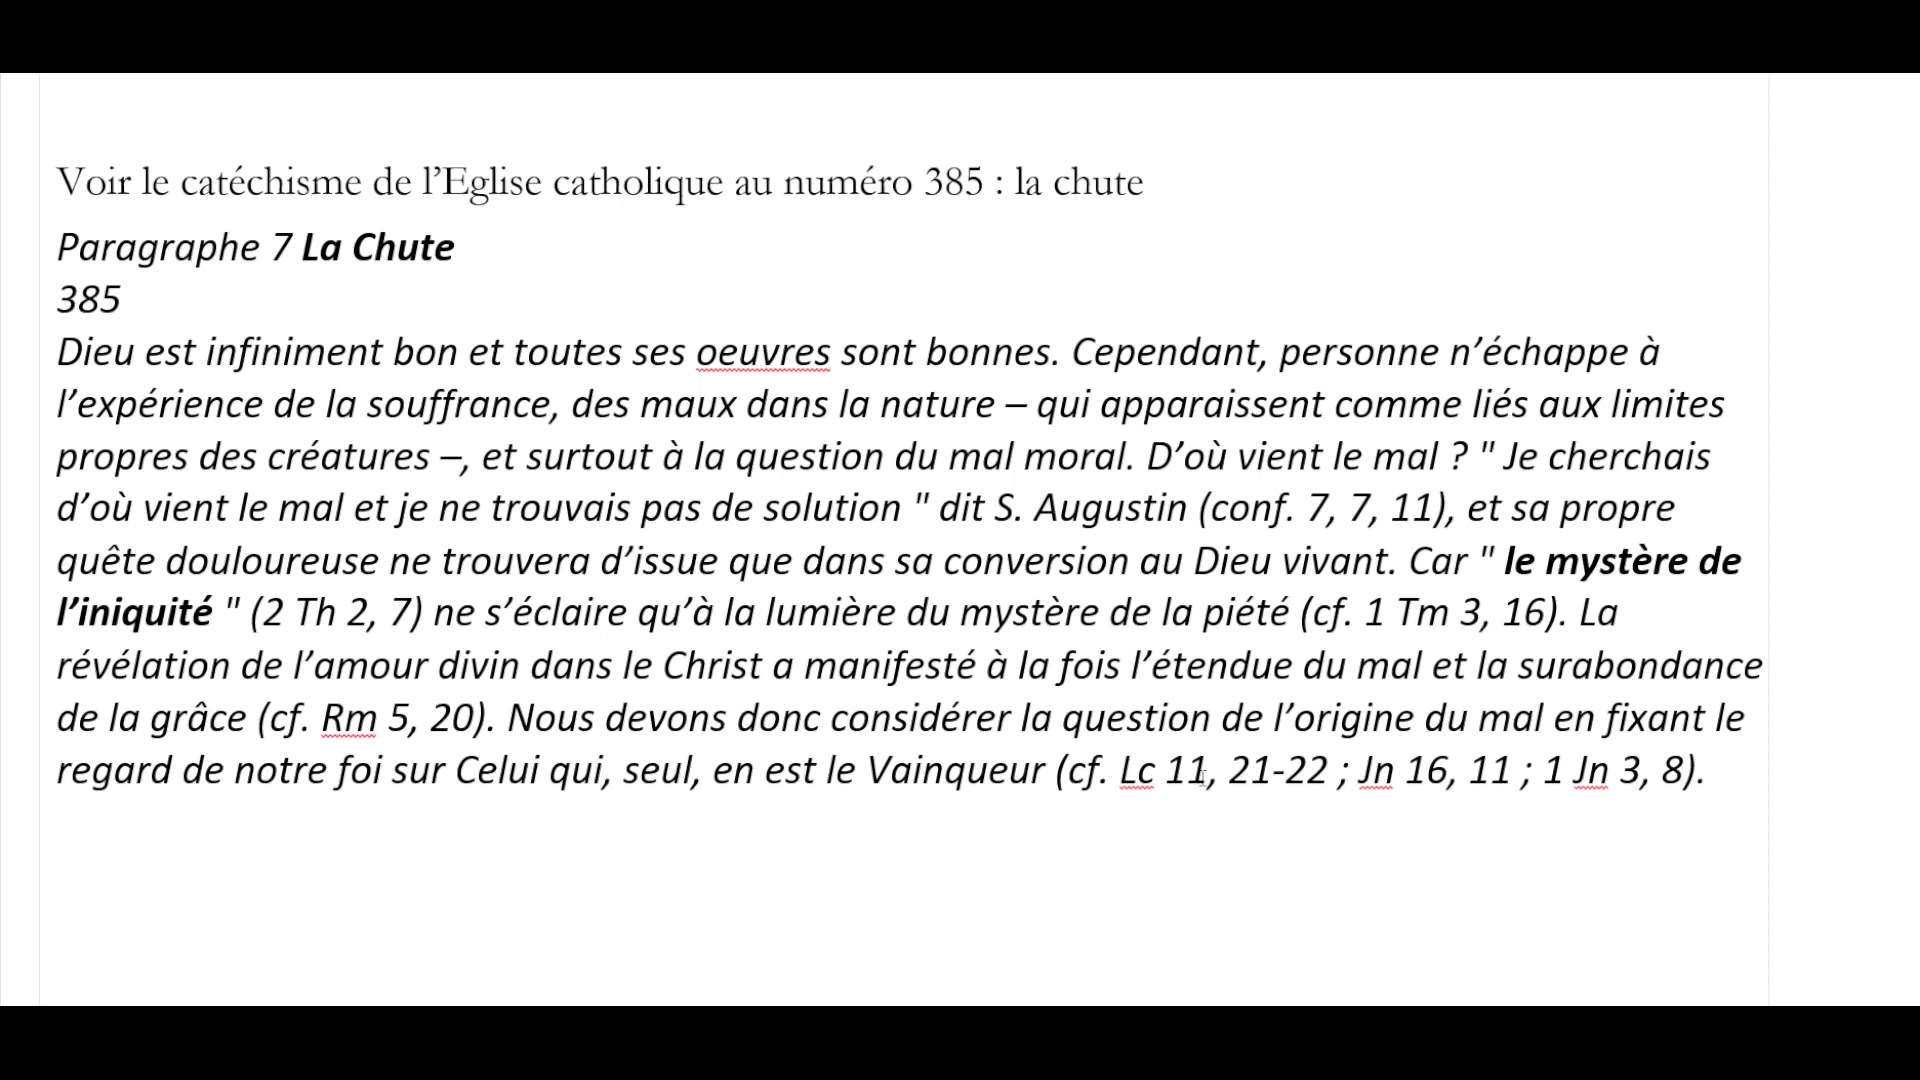 Voir le catéchisme de l’Eglise catholique au numéro 385 : la chute
Paragraphe 7 La Chute
385
Dieu est infiniment bon et toutes ses oeuvres sont bonnes. Cependant, personne n’échappe à
l’expérience de la souffrance, des maux dans la nature – qui apparaissent comme liés aux limites
propres des créatures –, et surtout à la question du mal moral. D’où vient le mal ? " Je cherchais
d’où vient le mal et je ne trouvais pas de solution " dit S. Augustin (conf. 7, 7, 11), et sa propre
quête douloureuse ne trouvera d’issue que dans sa conversion au Dieu vivant. Car " le mystère de
l’iniquité " (2 Th 2, 7) ne s’éclaire qu’à la lumière du mystère de la piété (cf. 1 Tm 3, 16). La
révélation de l’amour divin dans le Christ a manifesté à la fois l’étendue du mal et la surabondance
de la grâce (cf. Rm 5, 20). Nous devons donc considérer la question de l’origine du mal en fixant le
regard de notre foi sur Celui qui, seul, en est le Vainqueur (cf. Lc 11, 21-22 ; Jn 16, 11 ; 1 Jn 3, 8).